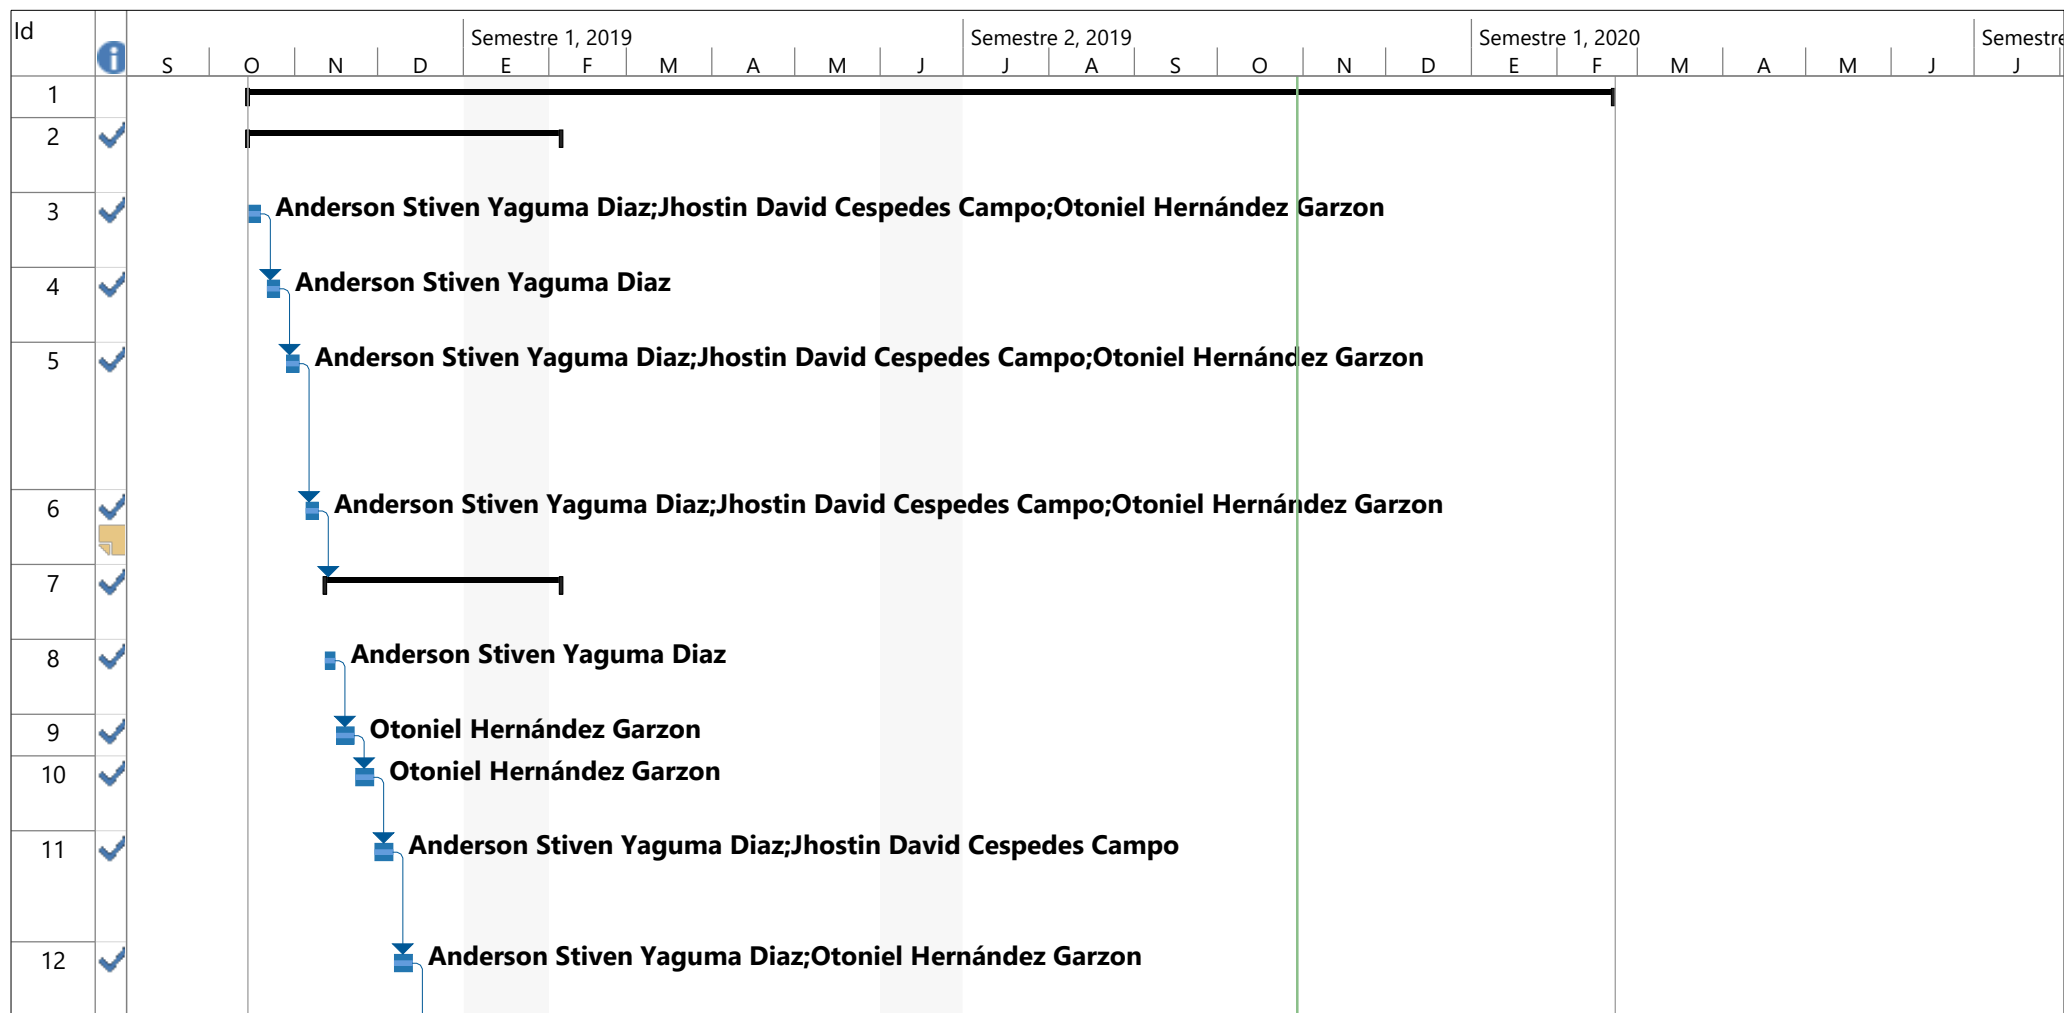 Id
Semestre 1, 2019 Semestre 2, 2019 Semestre 1, 2020 Semestre
S O N D E F M A M J J A S O N D E F M A M J J
1
2
3 Anderson Stiven Yaguma Diaz;Jhostin David Cespedes Campo;Otoniel Hernández Garzon
4 Anderson Stiven Yaguma Diaz
5 Anderson Stiven Yaguma Diaz;Jhostin David Cespedes Campo;Otoniel Hernández Garzon
6 Anderson Stiven Yaguma Diaz;Jhostin David Cespedes Campo;Otoniel Hernández Garzon
7
8 Anderson Stiven Yaguma Diaz
9 Otoniel Hernández Garzon
10 Otoniel Hernández Garzon
11 Anderson Stiven Yaguma Diaz;Jhostin David Cespedes Campo
12 Anderson Stiven Yaguma Diaz;Otoniel Hernández Garzon